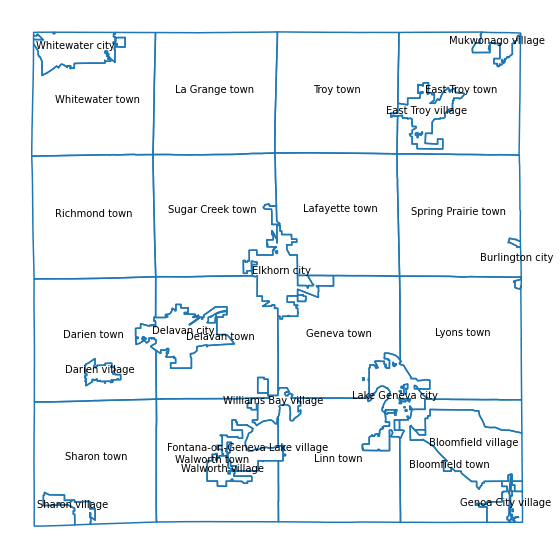 Mukwonago village
Whitewater city
La Grange town
Troy town
East Troy town
Whitewater town
East Troy village
Richmond town
Sugar Creek town
Lafayette town
Spring Prairie town
Burlington city
Elkhorn city
Delavan city
Darien town
Delavan town
Geneva town
Lyons town
Darien village
Lake Geneva city
Williams Bay village
Bloomfield village
Fontana-on-Geneva Lake village
Sharon town
Walworth town
Linn town
Bloomfield town
Walworth village
Genoa City village
Sharon village